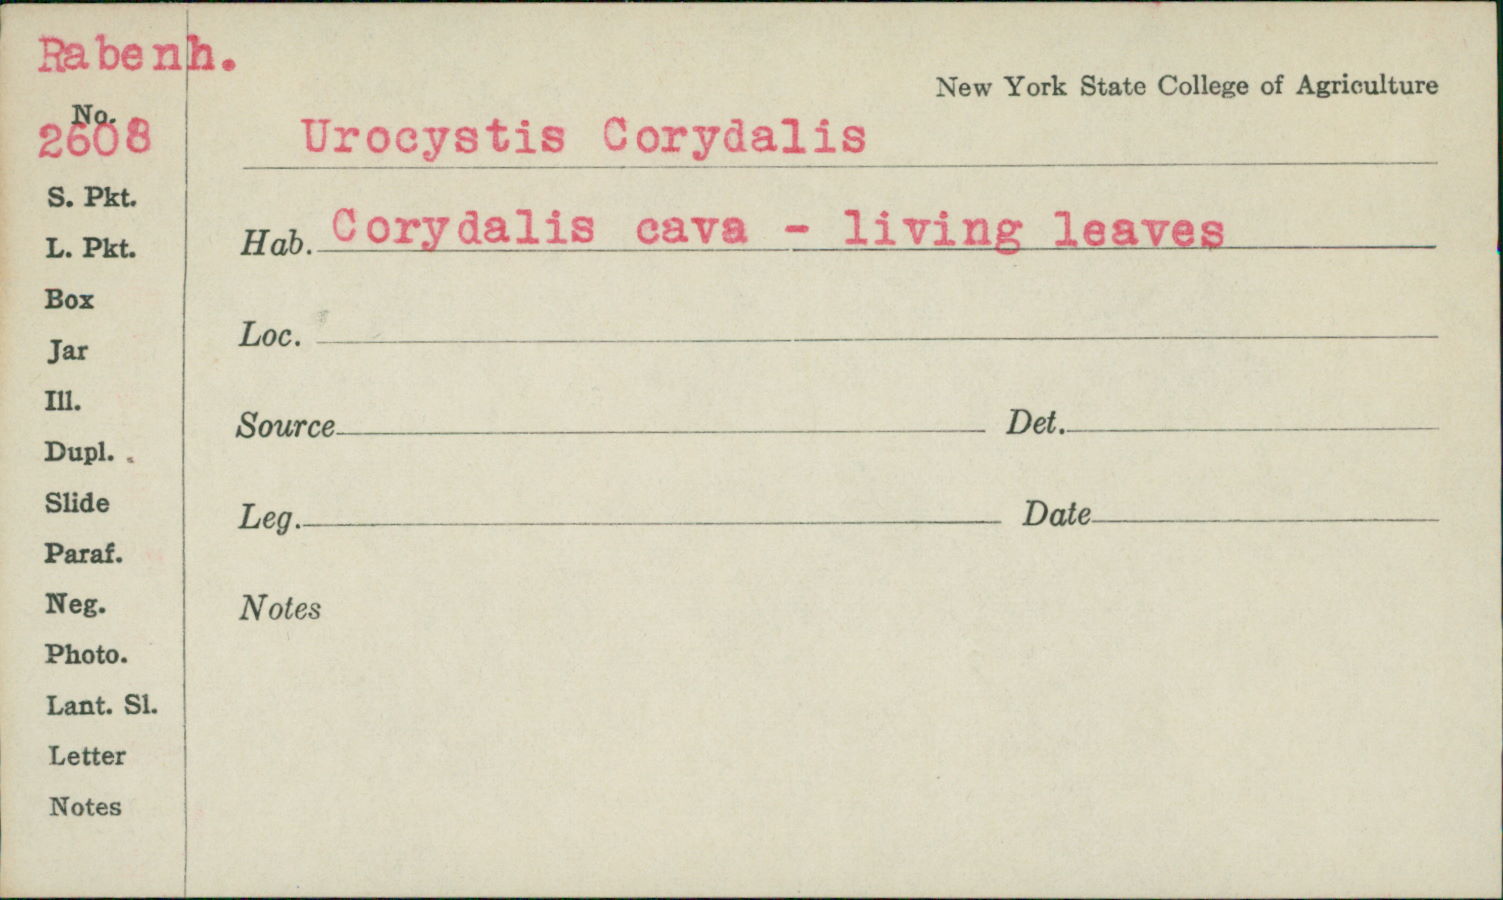 Rabenh.
New York State College of Agriculture
No.
2608
Urocystis Corydalis
S. Pkt.
Hab. Corydalis cava - living leaves
L. Pkt.
Box
Loc.
Jar
Ill.
Source Det.
Dupl.
Slide
Leg. Date
Paraf.
Neg.
Notes
Photo.
Lant. Sl.
Letter
Notes